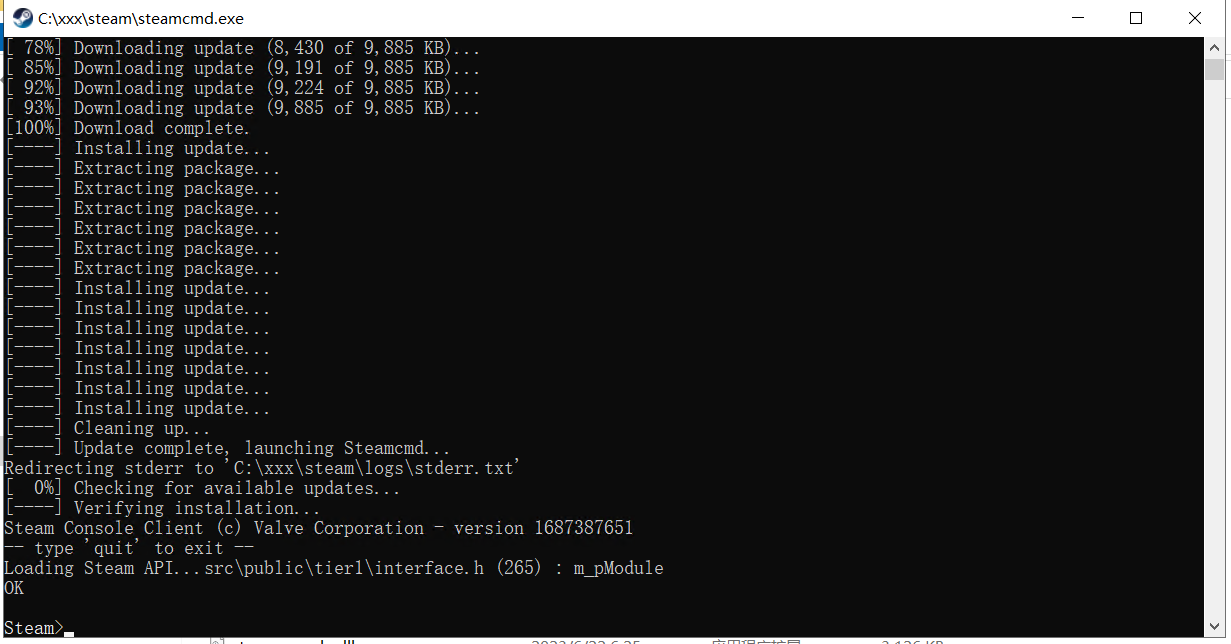 C:\xxx\steam\steamcmd.exe
[ 78%] Downloading update (8,430 of 9,885 KB)...
[ 85%] Downloading update (9,191 of 9,885 KB)...
[ 92%] Downloading update (9,224 of 9,885 KB)...
[ 93%] Downloading update (9,885 of 9,885 KB)...
[100%] Download complete.
[----] Installing update...
[----] Extracting package...
[----] Extracting package...
[----] Extracting package...
[----] Extracting package...
[----] Extracting package...
[----] Extracting package...
[----] Installing update...
[----] Installing update...
[----] Installing update...
[----] Installing update...
[----] Installing update...
[----] Installing update...
[----] Installing update...
[----] Cleaning up...
[----] Update complete, launching Steamcmd...
Redirecting stderr to 'C:\xxx\steam\logs\stderr.txt'
[  0%] Checking for available updates...
[----] Verifying installation...
Steam Console Client (c) Valve Corporation - version 1687387651
-- type 'quit' to exit --
Loading Steam API...src\public\tier1\interface.h (265) : m_pModule
OK
Steam>